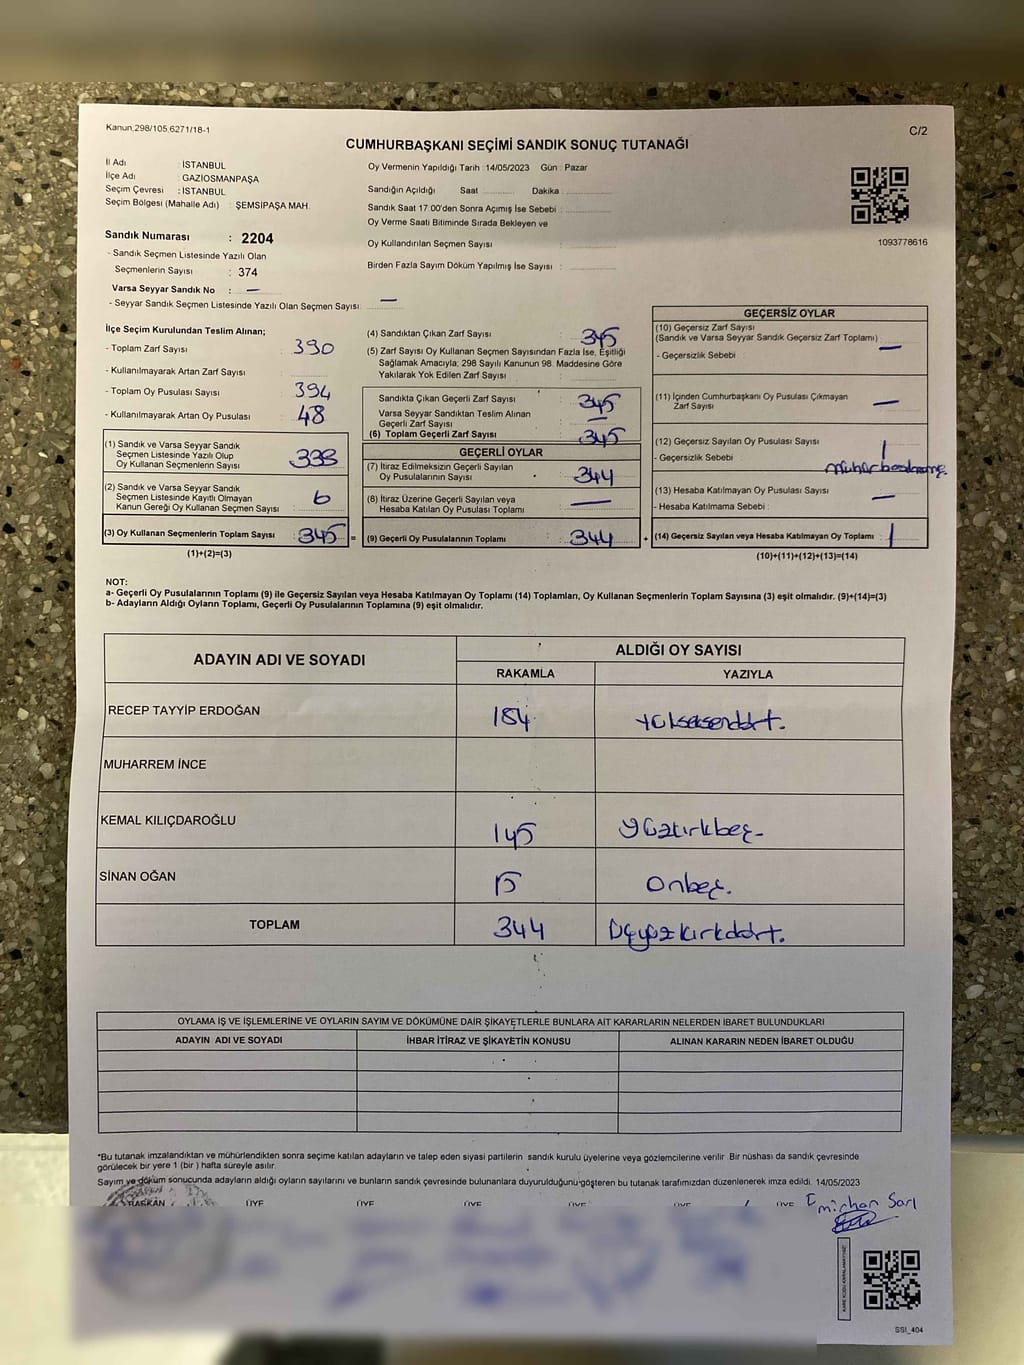 Kanun;298/105,6271/18-1
C/2
CUMHURBAŞKANI SEÇİMİ SANDIK SONUÇ TUTANAĞI
İl Adı : İSTANBUL
İlçe Adı : GAZİOSMANPAŞA
Seçim Çevresi : İSTANBUL
Seçim Bölgesi (Mahalle Adı) : ŞEMSİPAŞA MAH.
Oy Vermenin Yapıldığı Tarih :14/05/2023 Gün : Pazar
Sandığın Açıldığı Saat Dakika
Sandık Saat 17:00'den Sonra Açımış İse Sebebi :
Oy Verme Saati Bitiminde Sırada Bekleyen ve
Oy Kullandırılan Seçmen Sayısı :
Birden Fazla Sayım Döküm Yapılmış İse Sayısı :
1093778616
Sandık Numarası : 2204
- Sandık Seçmen Listesinde Yazılı Olan
Seçmenlerin Sayısı : 374
Varsa Seyyar Sandık No : —
- Seyyar Sandık Seçmen Listesinde Yazılı Olan Seçmen Sayısı: —
İlçe Seçim Kurulundan Teslim Alınan;
- Toplam Zarf Sayısı : 390
- Kullanılmayarak Artan Zarf Sayısı :
- Toplam Oy Pusulası Sayısı : 394
- Kullanılmayarak Artan Oy Pusulası : 48
(1) Sandık ve Varsa Seyyar Sandık
Seçmen Listesinde Yazılı Olup
Oy Kullanan Seçmenlerin Sayısı :
(2) Sandık ve Varsa Seyyar Sandık
Seçmen Listesinde Kayıtlı Olmayan
Kanun Gereği Oy Kullanan Seçmen Sayısı : 6
(3) Oy Kullanan Seçmenlerin Toplam Sayısı : 345
(1)+(2)=(3)
(4) Sandıktan Çıkan Zarf Sayısı : 345
(5) Zarf Sayısı Oy Kullanan Seçmen Sayısından Fazla İse, Eşitliği
Sağlamak Amacıyla; 298 Sayılı Kanunun 98. Maddesine Göre
Yakılarak Yok Edilen Zarf Sayısı :
Sandıkta Çıkan Geçerli Zarf Sayısı : 345
Varsa Seyyar Sandıktan Teslim Alınan
Geçerli Zarf Sayısı : —
(6) Toplam Geçerli Zarf Sayısı : 345
GEÇERLİ OYLAR
(7) İtiraz Edilmeksizin Geçerli Sayılan
Oy Pusulasının Sayısı : 344
(8) İtiraz Üzerine Geçerli Sayılan veya
Hesaba Katılan Oy Pusulası Toplamı : —
(9) Geçerli Oy Pusulalarının Toplamı : 344
GEÇERSİZ OYLAR
(10) Geçersiz Zarf Sayısı :
(Sandık ve Varsa Seyyar Sandık Geçersiz Zarf Toplamı) —
- Geçersizlik Sebebi :
(11) İçinden Cumhurbaşkanı Oy Pusulası Çıkmayan
Zarf Sayısı : —
(12) Geçersiz Sayılan Oy Pusulası Sayısı : 1
- Geçersizlik Sebebi :
(13) Hesaba Katılmayan Oy Pusulası Sayısı : —
- Hesaba Katılmama Sebebi :
(14) Geçersiz Sayılan veya Hesaba Katılmayan Oy Toplamı : 1
(10)+(11)+(12)+(13)=(14)
NOT:
a- Geçerli Oy Pusulalarının Toplamı (9) ile Geçersiz Sayılan veya Hesaba Katılmayan Oy Toplamı (14) Toplamları, Oy Kullanan Seçmenlerin Toplam Sayısına (3) eşit olmalıdır. (9)+(14)=(3)
b- Adayların Aldığı Oyların Toplamı, Geçerli Oy Pusulalarının Toplamına (9) eşit olmalıdır.
ADAYIN ADI VE SOYADI ALDIĞI OY SAYISI
RAKAMLA YAZIYLA
RECEP TAYYİP ERDOĞAN 184 yükseksendört.
MUHARREM İNCE
KEMAL KILIÇDAROĞLU 145 yüzkırkbeş-
SİNAN OĞAN 15 Onbeş.
TOPLAM 344 Üçyüzkırkdört.
OYLAMA İŞ VE İŞLEMLERİNE VE OYLARIN SAYIM VE DÖKÜMÜNE DAİR ŞİKAYETLERLE BUNLARA AİT KARARLARIN NELERDEN İBARET BULUNDUKLARI
ADAYIN ADI VE SOYADI İHBAR İTİRAZ VE ŞİKAYETİN KONUSU ALINAN KARARIN NEDEN İBARET OLDUĞU
*Bu tutanak imzalandıktan ve mühürlendikten sonra seçime katılan adayların ve talep eden siyasi partilerin sandık kurulu üyelerine veya gözlemcilerine verilir. Bir nüshası da sandık çevresinde
görülecek bir yere 1 (bir) hafta süreyle asılır.
Sayım ve döküm sonucunda adayların aldığı oyların sayılarını ve bunların sandık çevresinde bulunanlara duyurulduğunu gösteren bu tutanak tarafımızdan düzenlenerek imza edildi. 14/05/2023
BAŞKAN ÜYE ÜYE ÜYE ÜYE ÜYE ÜYE
Emirhan Sarı
SSİ_404